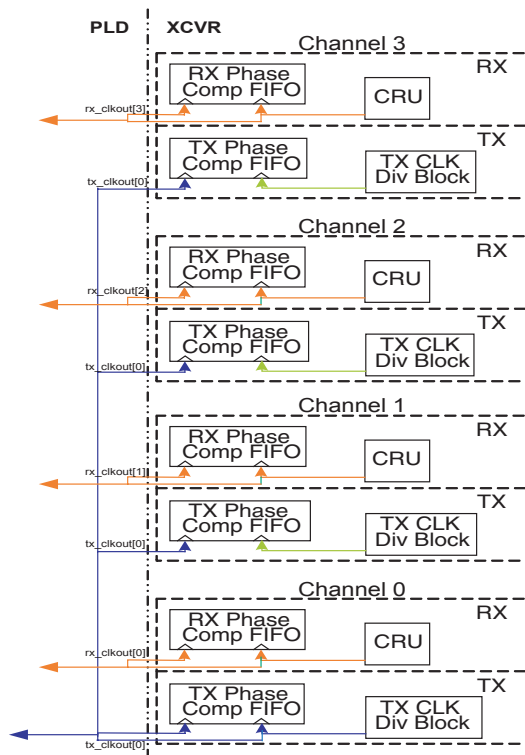 PLD XCVR
Channel 3
RX
RX Phase
Comp FIFO
CRU
rx_clkout[3]
TX
TX Phase
Comp FIFO
TX CLK
Div Block
tx_clkout[0]
Channel 2
RX
RX Phase
Comp FIFO
CRU
rx_clkout[2]
TX
TX Phase
Comp FIFO
TX CLK
Div Block
tx_clkout[0]
Channel 1
RX
RX Phase
Comp FIFO
CRU
rx_clkout[1]
TX
TX Phase
Comp FIFO
TX CLK
Div Block
tx_clkout[0]
Channel 0
RX
RX Phase
Comp FIFO
CRU
rx_clkout[0]
TX
TX Phase
Comp FIFO
TX CLK
Div Block
tx_clkout[0]